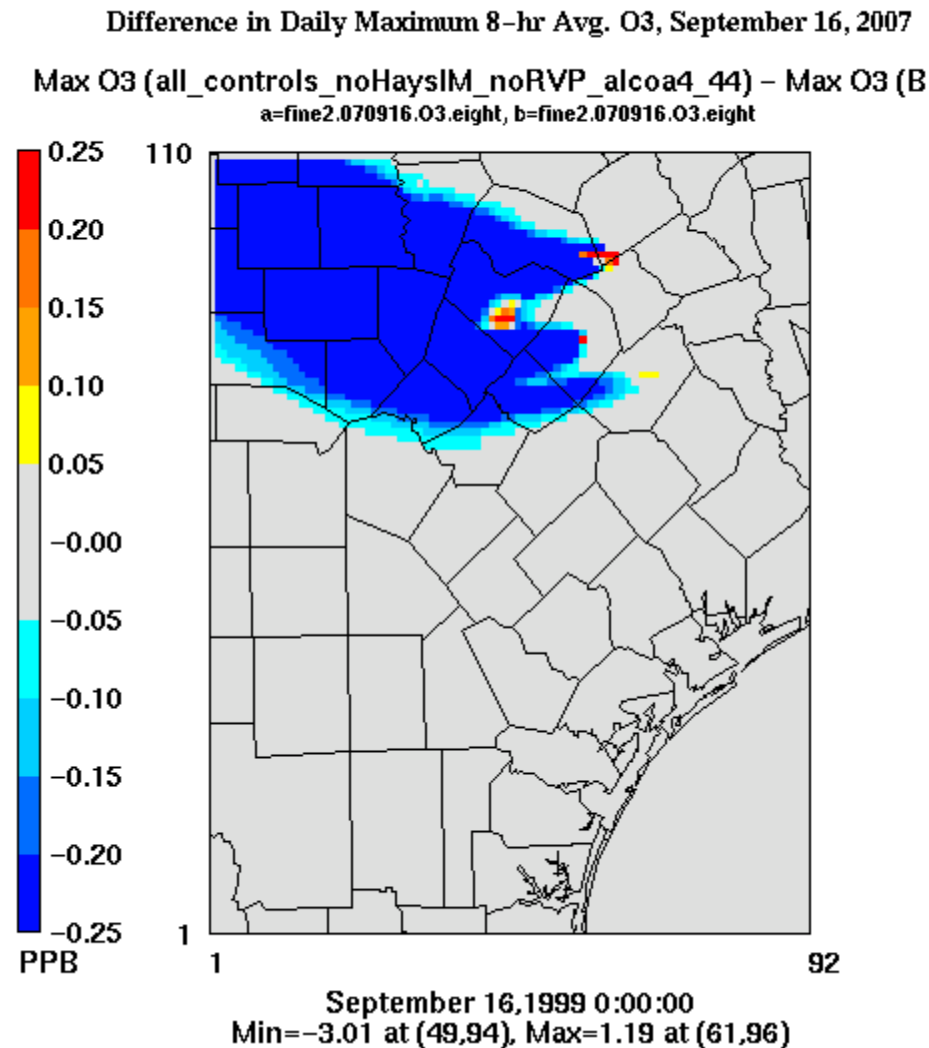 Difference in Daily Maximum 8-hr Avg. O3, September 16, 2007
Max O3 (all_controls_noHaysIM_noRVP_alcoa4_44) - Max O3 (B
a=fine2.070916.O3.eight, b=fine2.070916.O3.eight
0.25
0.20
0.15
0.10
0.05
-0.00
-0.05
-0.10
-0.15
-0.20
-0.25
PPB
110
1
1
92
September 16,1999 0:00:00
Min=-3.01 at (49,94), Max=1.19 at (61,96)